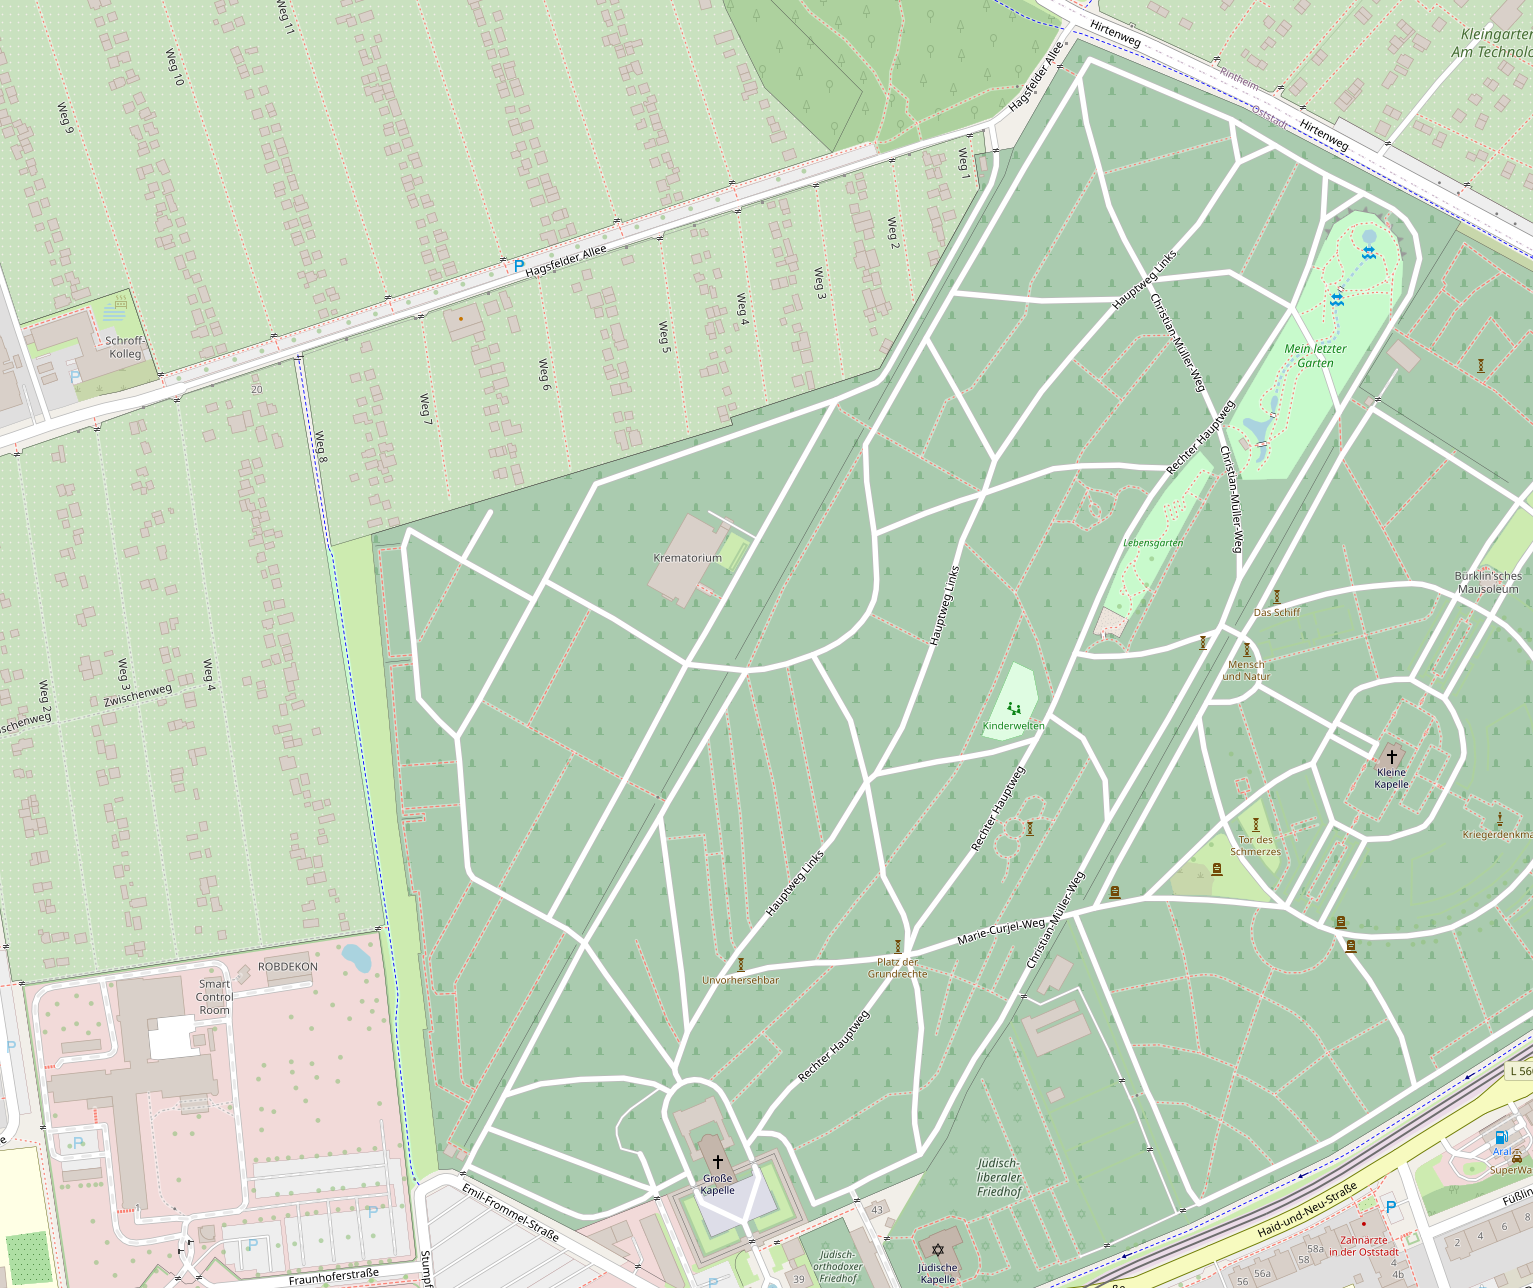 Weg 11
Hirtenweg
Kleingarten
Am Technolo
Weg 10
Hagsfelder Allee
Rintheim
Oststadt
Weg 9
Hirtenweg
Weg 1
Weg 2
P
Hagsfelder Allee
Hauptweg Links
Weg 3
Weg 4
Christian-Müller-Weg
Schroff-
Kolleg
Weg 5
Mein letzter
Garten
P
Weg 6
20
Weg 7
Rechter Hauptweg
Weg 8
Christian-Müller-Weg
Lebensgarten
Krematorium
Bürklin'sches
Mausoleum
Hauptweg Links
Das Schiff
Mensch
und Natur
Weg 2
Weg 3
Weg 4
Zwischenweg
schenweg
Kinderwelten
Kleine
Kapelle
Rechter Hauptweg
Kriegerdenkma
Tor des
Schmerzes
Hauptweg Links
Christian-Müller-Weg
Marie-Curjel-Weg
ROBDEKON
Platz der
Grundrechte
Unvorhersehbar
Smart
Control
Room
Rechter Hauptweg
P
L 560
P
Aral
SuperWa
Jüdisch-
liberaler
Friedhof
Große
Kapelle
Emil-Frommel-Straße
1
P
43
P
Haid-und-Neu-Straße
Füßlin
Zahnärzte
in der Oststadt
6
8
2
4
P
Jüdisch-
orthodoxer
Friedhof
Jüdische
Kapelle
58a
58
56a
56
4
4b
Fraunhoferstraße
Stumpf
39
P
ße